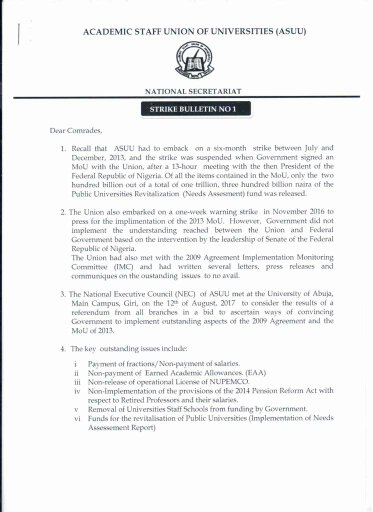 ACADEMIC STAFF UNION OF UNIVERSITIES (ASUU)
NATIONAL SECRETARIAT
STRIKE BULLETIN NO 1
Dear Comrades,
1. Recall that ASUU had to emback on a six-month strike between July and
December, 2013, and the strike was suspended when Government signed an
MoU with the Union, after a 13-hour meeting with the then President of the
Federal Republic of Nigeria. Of all the items contained in the MoU, only the two
hundred billion out of a total of one trillion, three hundred billion naira of the
Public Universities Revitalization (Needs Assesment) fund was released.
2. The Union also embarked on a one-week warning strike in November 2016 to
press for the implimentation of the 2013 MoU. However, Government did not
implement the understanding reached between the Union and Federal
Government based on the intervention by the leadership of Senate of the Federal
Republic of Nigeria.
The Union had also met with the 2009 Agreement Implementation Monitoring
Committee (IMC) and had written several letters, press releases and
communiques on the oustanding issues to no avail.
3. The National Executive Council (NEC) of ASUU met at the University of Abuja,
Main Campus, Giri, on the 12th of August, 2017 to consider the results of a
referendum from all branches in a bid to ascertain ways of convincing
Government to implement outstanding aspects of the 2009 Agreement and the
MoU of 2013.
4. The key outstanding issues include:
i Payment of fractions/Non-payment of salaries.
ii Non-payment of Earned Academic Allowances. (EAA)
iii Non-release of operational License of NUPEMCO.
iv Non-Implementation of the provisions of the 2014 Pension Reform Act with
respect to Retired Professors and their salaries.
v Removal of Universities Staff Schools from funding by Government.
vi Funds for the revitalisation of Public Universities (Implementation of Needs
Assessement Report)